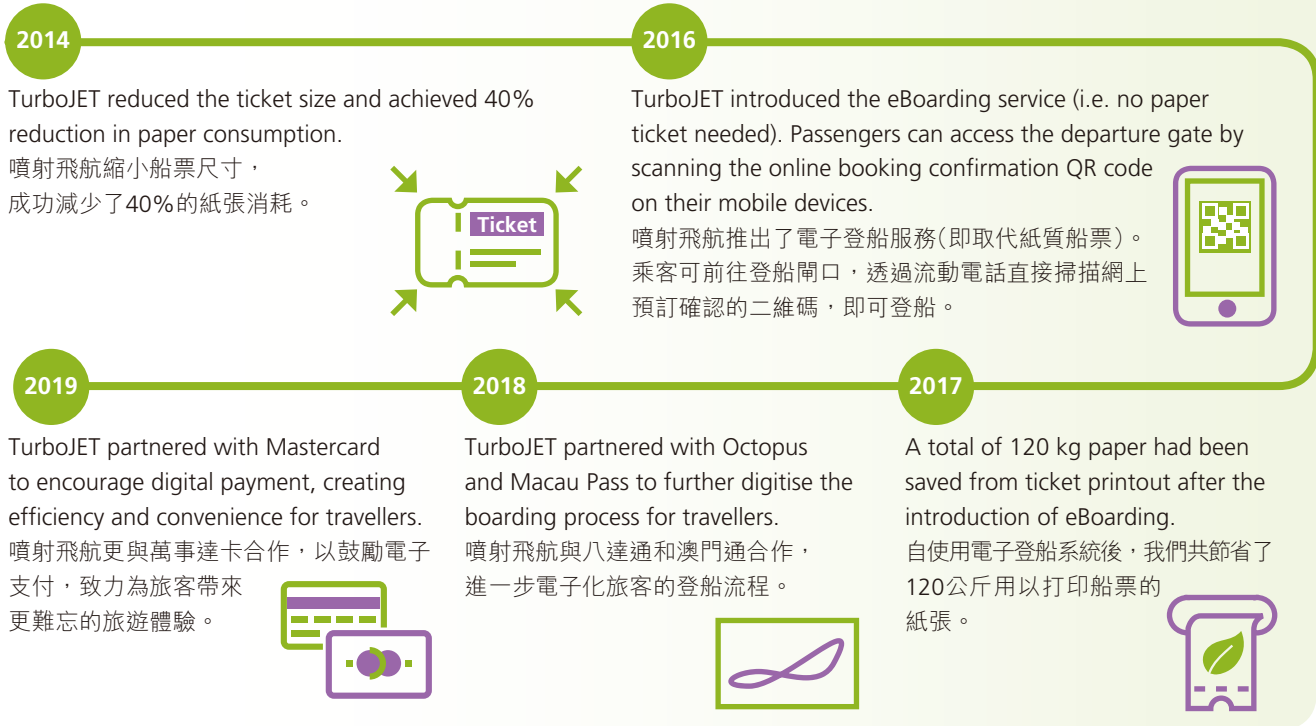 2014
TurboJET reduced the ticket size and achieved 40%
reduction in paper consumption.
噴射飛航縮小船票尺寸，
成功減少了40%的紙張消耗。
Ticket
2016
TurboJET introduced the eBoarding service (i.e. no paper
ticket needed). Passengers can access the departure gate by
scanning the online booking confirmation QR code
on their mobile devices.
噴射飛航推出了電子登船服務(即取代紙質船票)。
乘客可前往登船閘口，透過流動電話直接掃描網上
預訂確認的二維碼，即可登船。
2017
A total of 120 kg paper had been
saved from ticket printout after the
introduction of eBoarding.
自使用電子登船系統後，我們共節省了
120公斤用以打印船票的
紙張。
2018
TurboJET partnered with Octopus
and Macau Pass to further digitise the
boarding process for travellers.
噴射飛航與八達通和澳門通合作，
進一步電子化旅客的登船流程。
2019
TurboJET partnered with Mastercard
to encourage digital payment, creating
efficiency and convenience for travellers.
噴射飛航更與萬事達卡合作，以鼓勵電子
支付，致力為旅客帶來
更難忘的旅遊體驗。